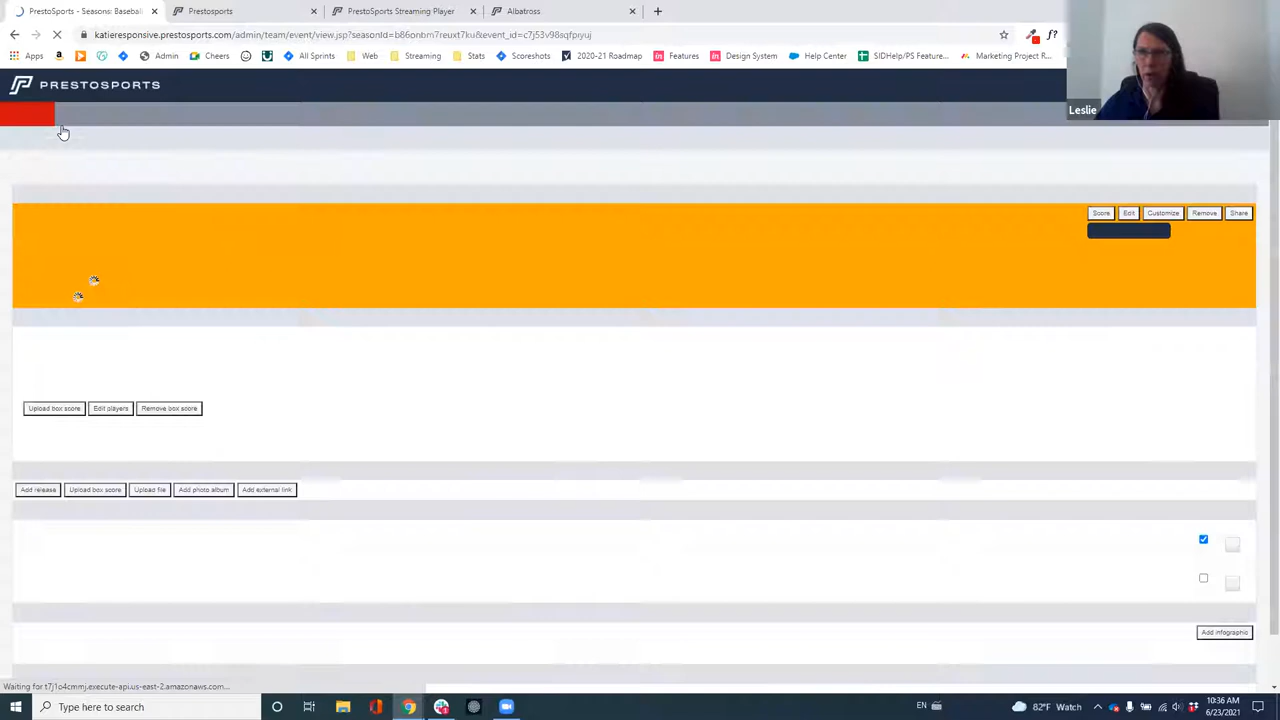 PrestoSports - Seasons: Baseball
Prestosports
PrestoSports Streaming Player
Albatross
katieresponsive.prestosports.com/admin/team/event/view.jsp?seasonId=b86onbm7reuxt7ku&event_id=c7j53v98sqfpiyuj
Apps
Admin
Cheers
All Sprints
Web
Streaming
Stats
Scoreshots
2020-21 Roadmap
Features
Design System
Help Center
SIDHelp/PS Feature...
Marketing Project R...
PRESTOSPORTS
Leslie
Score
Edit
Customize
Remove
Share
Upload box score
Edit players
Remove box score
Add release
Upload box score
Upload file
Add photo album
Add external link
Add infographic
Waiting for t7j1o4cmmj.execute-api.us-east-2.amazonaws.com...
Type here to search
EN
82°F Watch
10:36 AM
6/23/2021